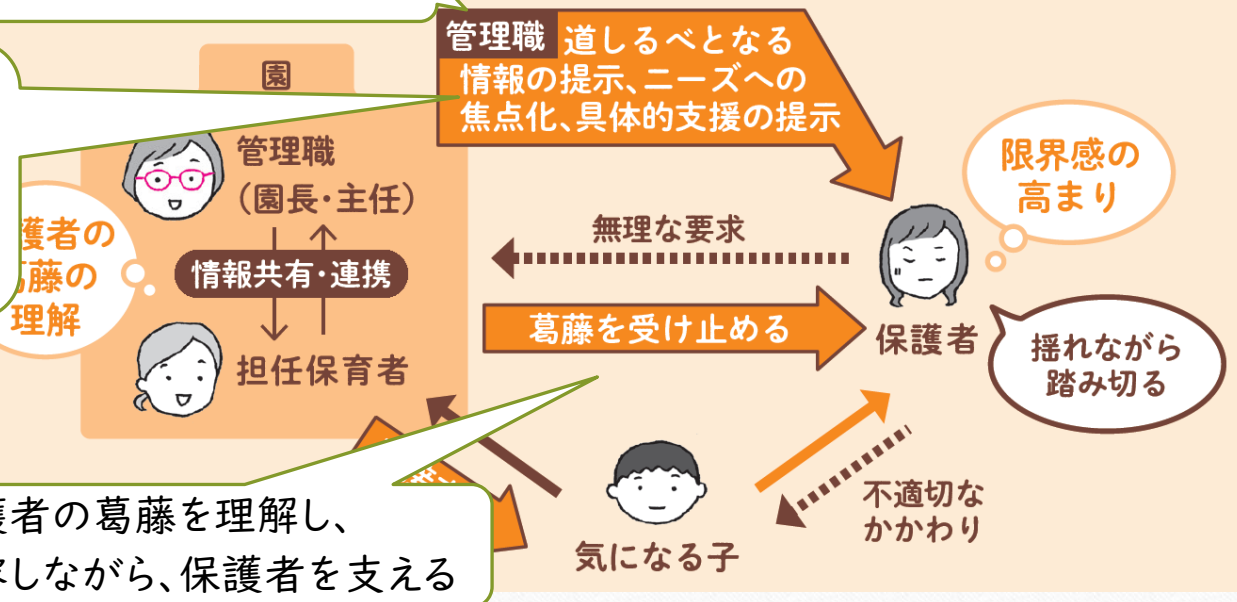 管理職 道しるべとなる
情報の提示、ニーズへの
焦点化、具体的支援の提示
園
管理職
（園長・主任）
情報共有・連携
担任保育者
護者の
藤の
理解
無理な要求
葛藤を受け止める
限界感の
高まり
保護者
揺れながら
踏み切る
不適切な
かかわり
気になる子
護者の葛藤を理解し、
しながら、保護者を支える